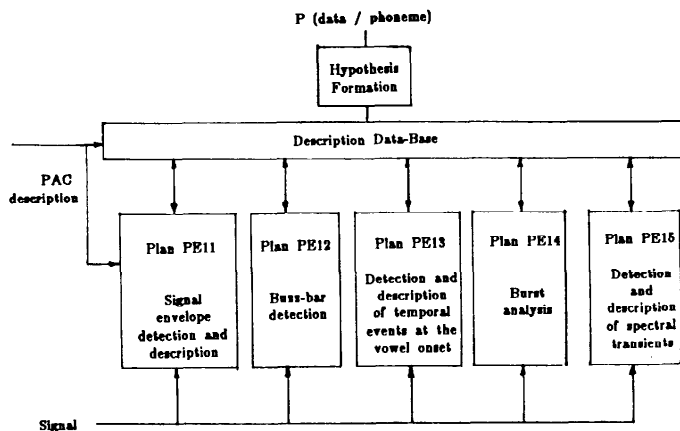 P (data / phoneme)
Hypothesis
Formation
Description Data-Base
PAC
description
Plan PE11
Signal
envelope
detection and
description
Plan PE12
Buzz-bar
detection
Plan PE13
Detection and
description
of temporal
events at the
vowel onset
Plan PE14
Burst
analysis
Plan PE15
Detection
and
description
of spectral
transients
Signal